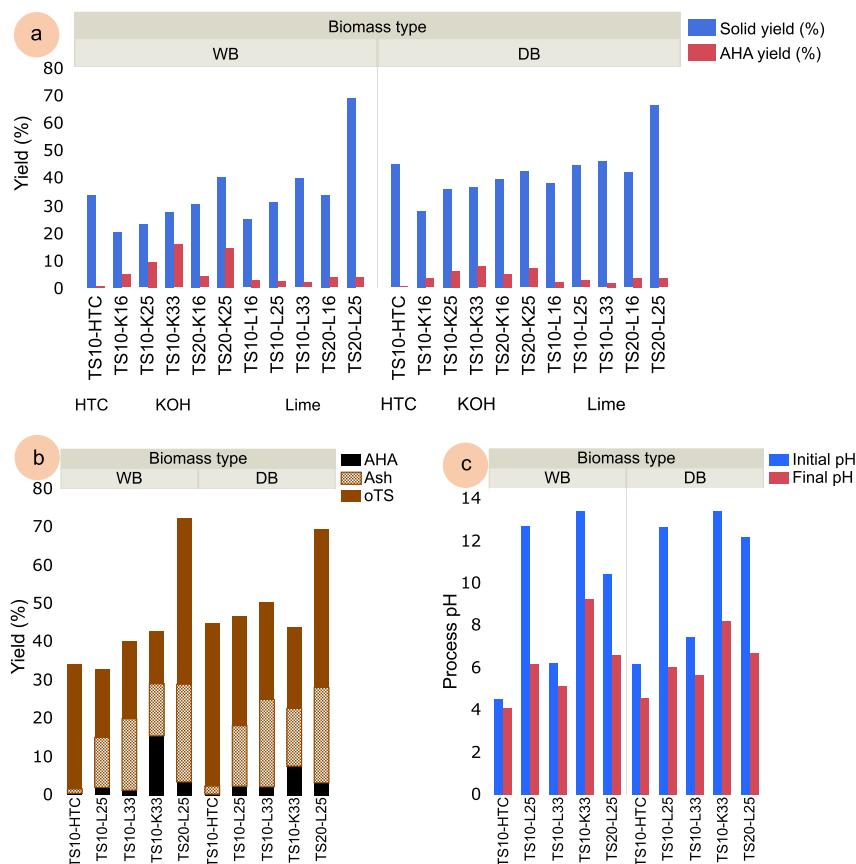 a
Biomass type
WB DB
Solid yield (%)
AHA yield (%)
Yield (%)
80
70
60
50
40
30
20
10
0
TS10-HTC TS10-K16 TS10-K25 TS10-K33 TS20-K16 TS20-K25 TS10-L16 TS10-L25 TS10-L33 TS20-L16 TS20-L25 TS10-HTC TS10-K16 TS10-K25 TS10-K33 TS20-K16 TS20-K25 TS10-L16 TS10-L25 TS10-L33 TS20-L16 TS20-L25
HTC KOH Lime HTC KOH Lime
b
Biomass type
WB DB
AHA
Ash
oTS
Yield (%)
80
70
60
50
40
30
20
10
0
TS10-HTC TS10-L25 TS10-L33 TS10-K33 TS20-L25 TS10-HTC TS10-L25 TS10-L33 TS10-K33 TS20-L25
c
Biomass type
WB DB
Initial pH
Final pH
Process pH
14
12
10
8
6
4
2
0
TS10-HTC TS10-L25 TS10-L33 TS10-K33 TS20-L25 TS10-HTC TS10-L25 TS10-L33 TS10-K33 TS20-L25